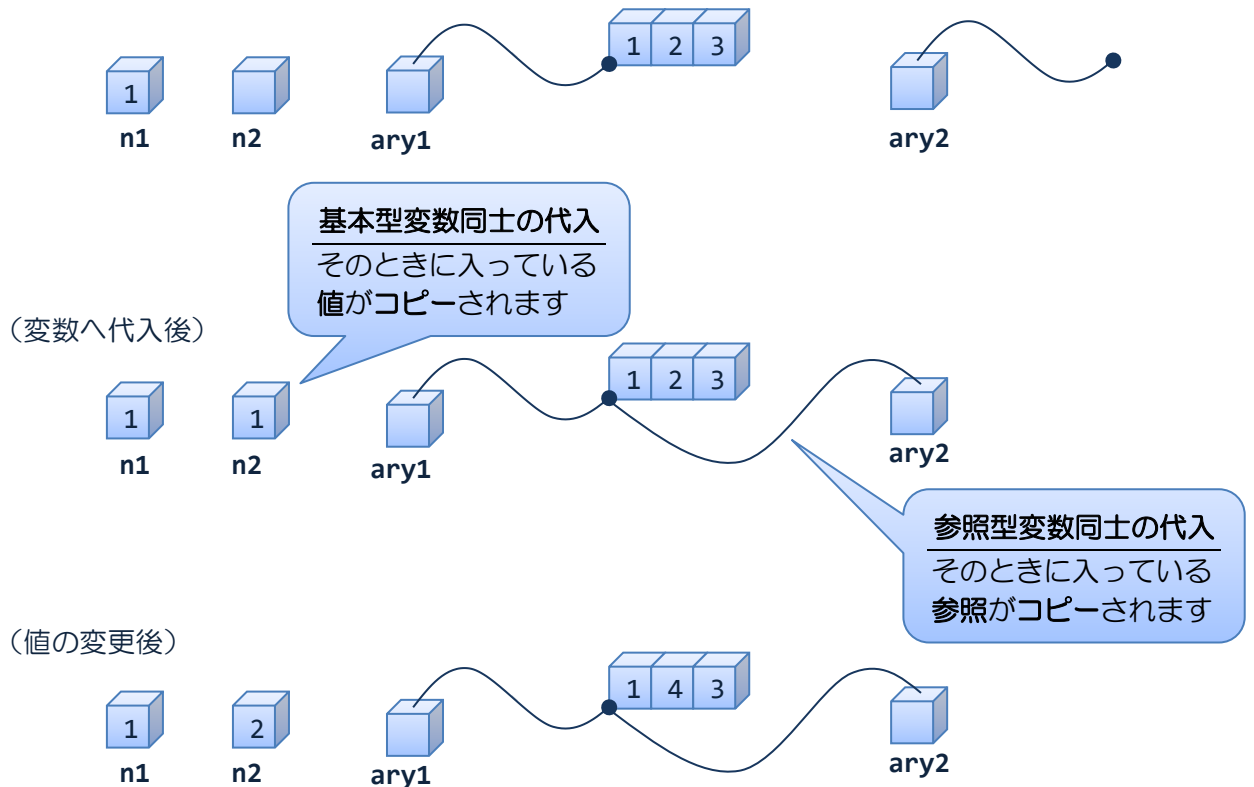 1 2 3
1
n1 n2 ary1 ary2
基本型変数同士の代入
そのときに入っている
値がコピーされます
（変数へ代入後）
1 2 3
1 1
n1 n2 ary1 ary2
参照型変数同士の代入
そのときに入っている
参照がコピーされます
（値の変更後）
1 4 3
1 2
n1 n2 ary1 ary2